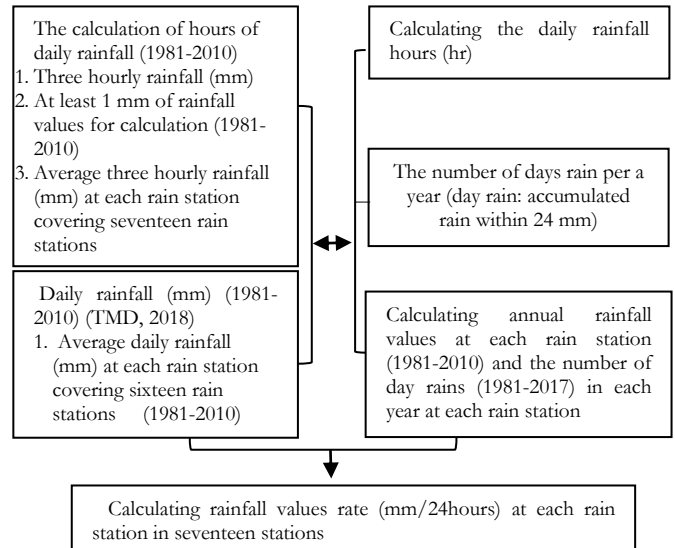 The calculation of hours of
daily rainfall (1981-2010)
1. Three hourly rainfall (mm)
2. At least 1 mm of rainfall
values for calculation (1981-
2010)
3. Average three hourly rainfall
(mm) at each rain station
covering seventeen rain
stations
Daily rainfall (mm) (1981-
2010) (TMD, 2018)
1. Average daily rainfall
(mm) at each rain station
covering sixteen rain
stations (1981-2010)
Calculating the daily rainfall
hours (hr)
The number of days rain per a
year (day rain: accumulated
rain within 24 mm)
Calculating annual rainfall
values at each rain station
(1981-2010) and the number of
day rains (1981-2017) in each
year at each rain station
Calculating rainfall values rate (mm/24hours) at each rain
station in seventeen stations